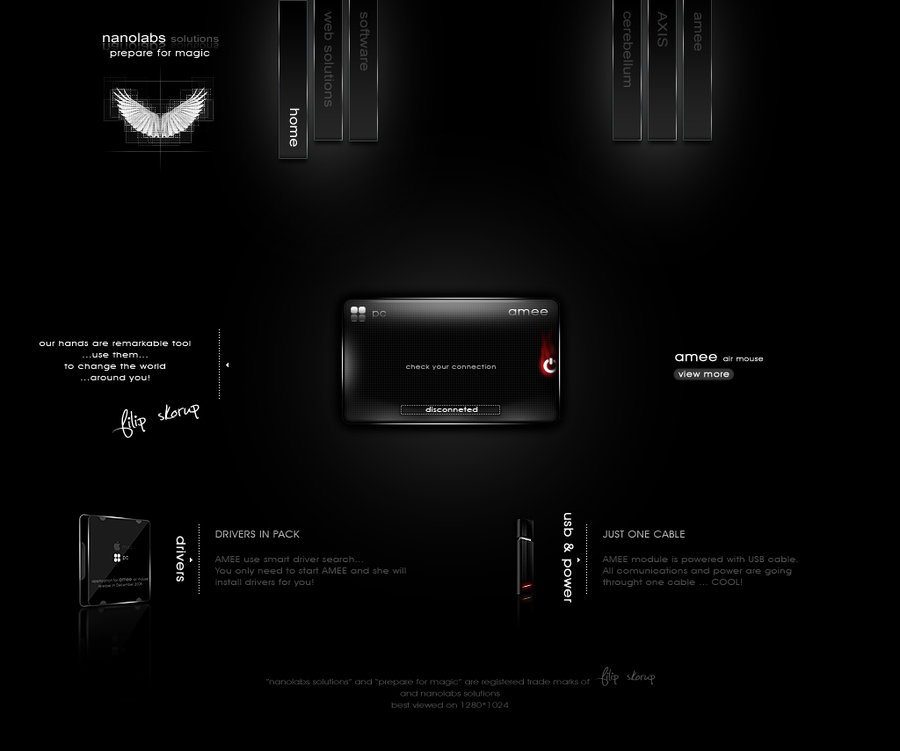 nanolabs solutions
prepare for magic
home
web solutions
software
cerebellum
AXIS
amee
pc
amee
check your connection
disconneted
our hands are remarkable tool
...use them...
to change the world
...around you!
filip skorup
amee air mouse
view more
pc
drivers
DRIVERS IN PACK
AMEE use smart driver search...
You only need to start AMEE and she will
install drivers for you!
usb & power
JUST ONE CABLE
AMEE module is powered with USB cable.
All comunications and power are going
throught one cable ... COOL!
"nanolabs solutions" and "prepare for magic" are registered trade marks of filip skorup
and nanolabs solutions
best viewed on 1280*1024